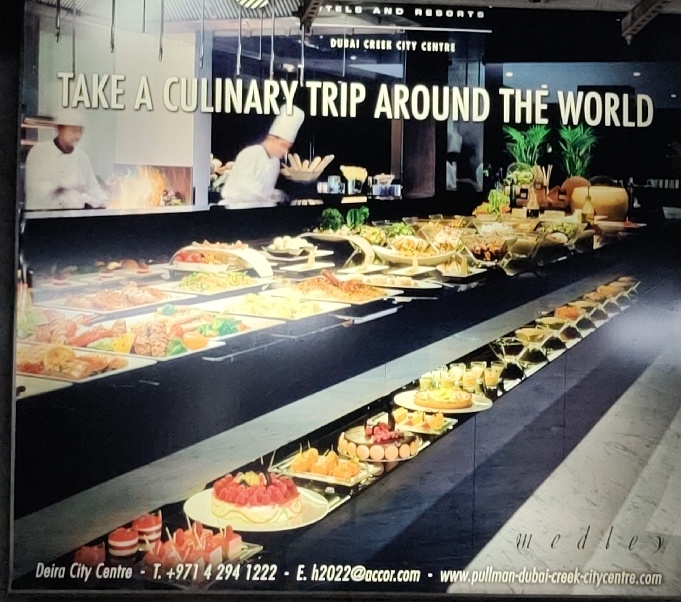 HOTELS AND RESORTS
DUBAI CREEK CITY CENTRE
TAKE A CULINARY TRIP AROUND THE WORLD
medley
Deira City Centre - T. +971 4 294 1222 - E. h2022@accor.com - www.pullman-dubai-creek-citycentre.com